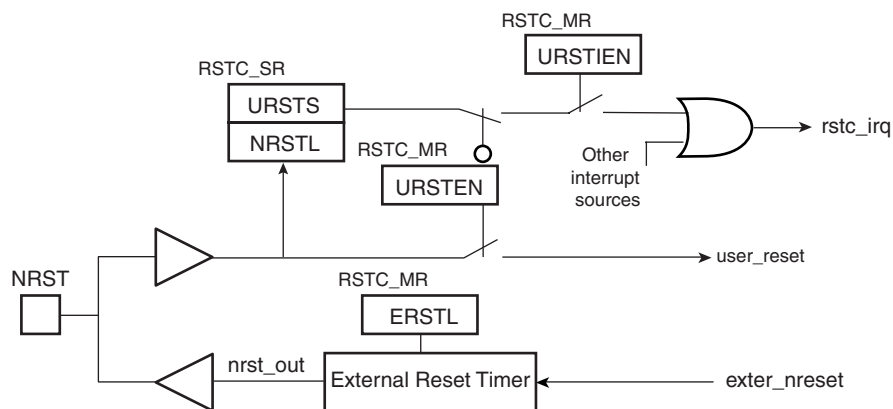 RSTC_MR
URSTIEN
RSTC_SR
URSTS
NRSTL
rstc_irq
RSTC_MR
URSTEN
Other
interrupt
sources
NRST
user_reset
RSTC_MR
ERSTL
nrst_out
External Reset Timer
exter_nreset